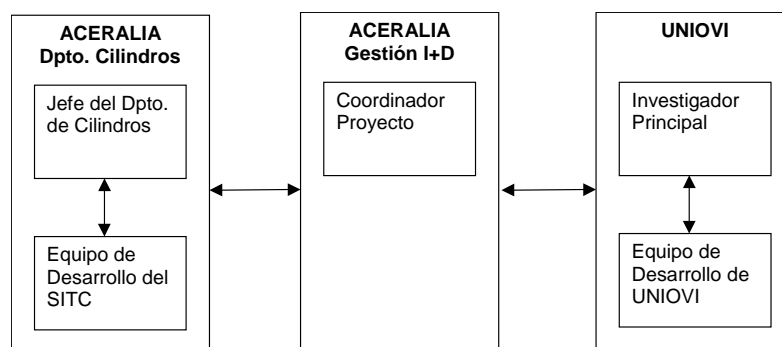 ACERALIA
Dpto. Cilindros
Jefe del Dpto.
de Cilindros
Equipo de
Desarrollo del
SITC
ACERALIA
Gestión I+D
Coordinador
Proyecto
UNIOVI
Investigador
Principal
Equipo de
Desarrollo de
UNIOVI